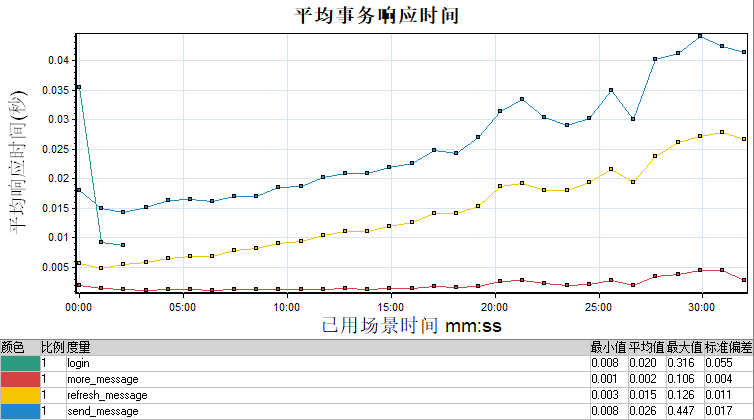 平均事务响应时间
平均响应时间(秒)
0.04
0.035
0.03
0.025
0.02
0.015
0.01
0.005
00:00 05:00 10:00 15:00 20:00 25:00 30:00
已用场景时间 mm:ss
颜色 比例 度量 最小值 平均值 最大值 标准偏差
1 login 0.008 0.020 0.316 0.055
1 more_message 0.001 0.002 0.106 0.004
1 refresh_message 0.003 0.015 0.126 0.011
1 send_message 0.008 0.026 0.447 0.017